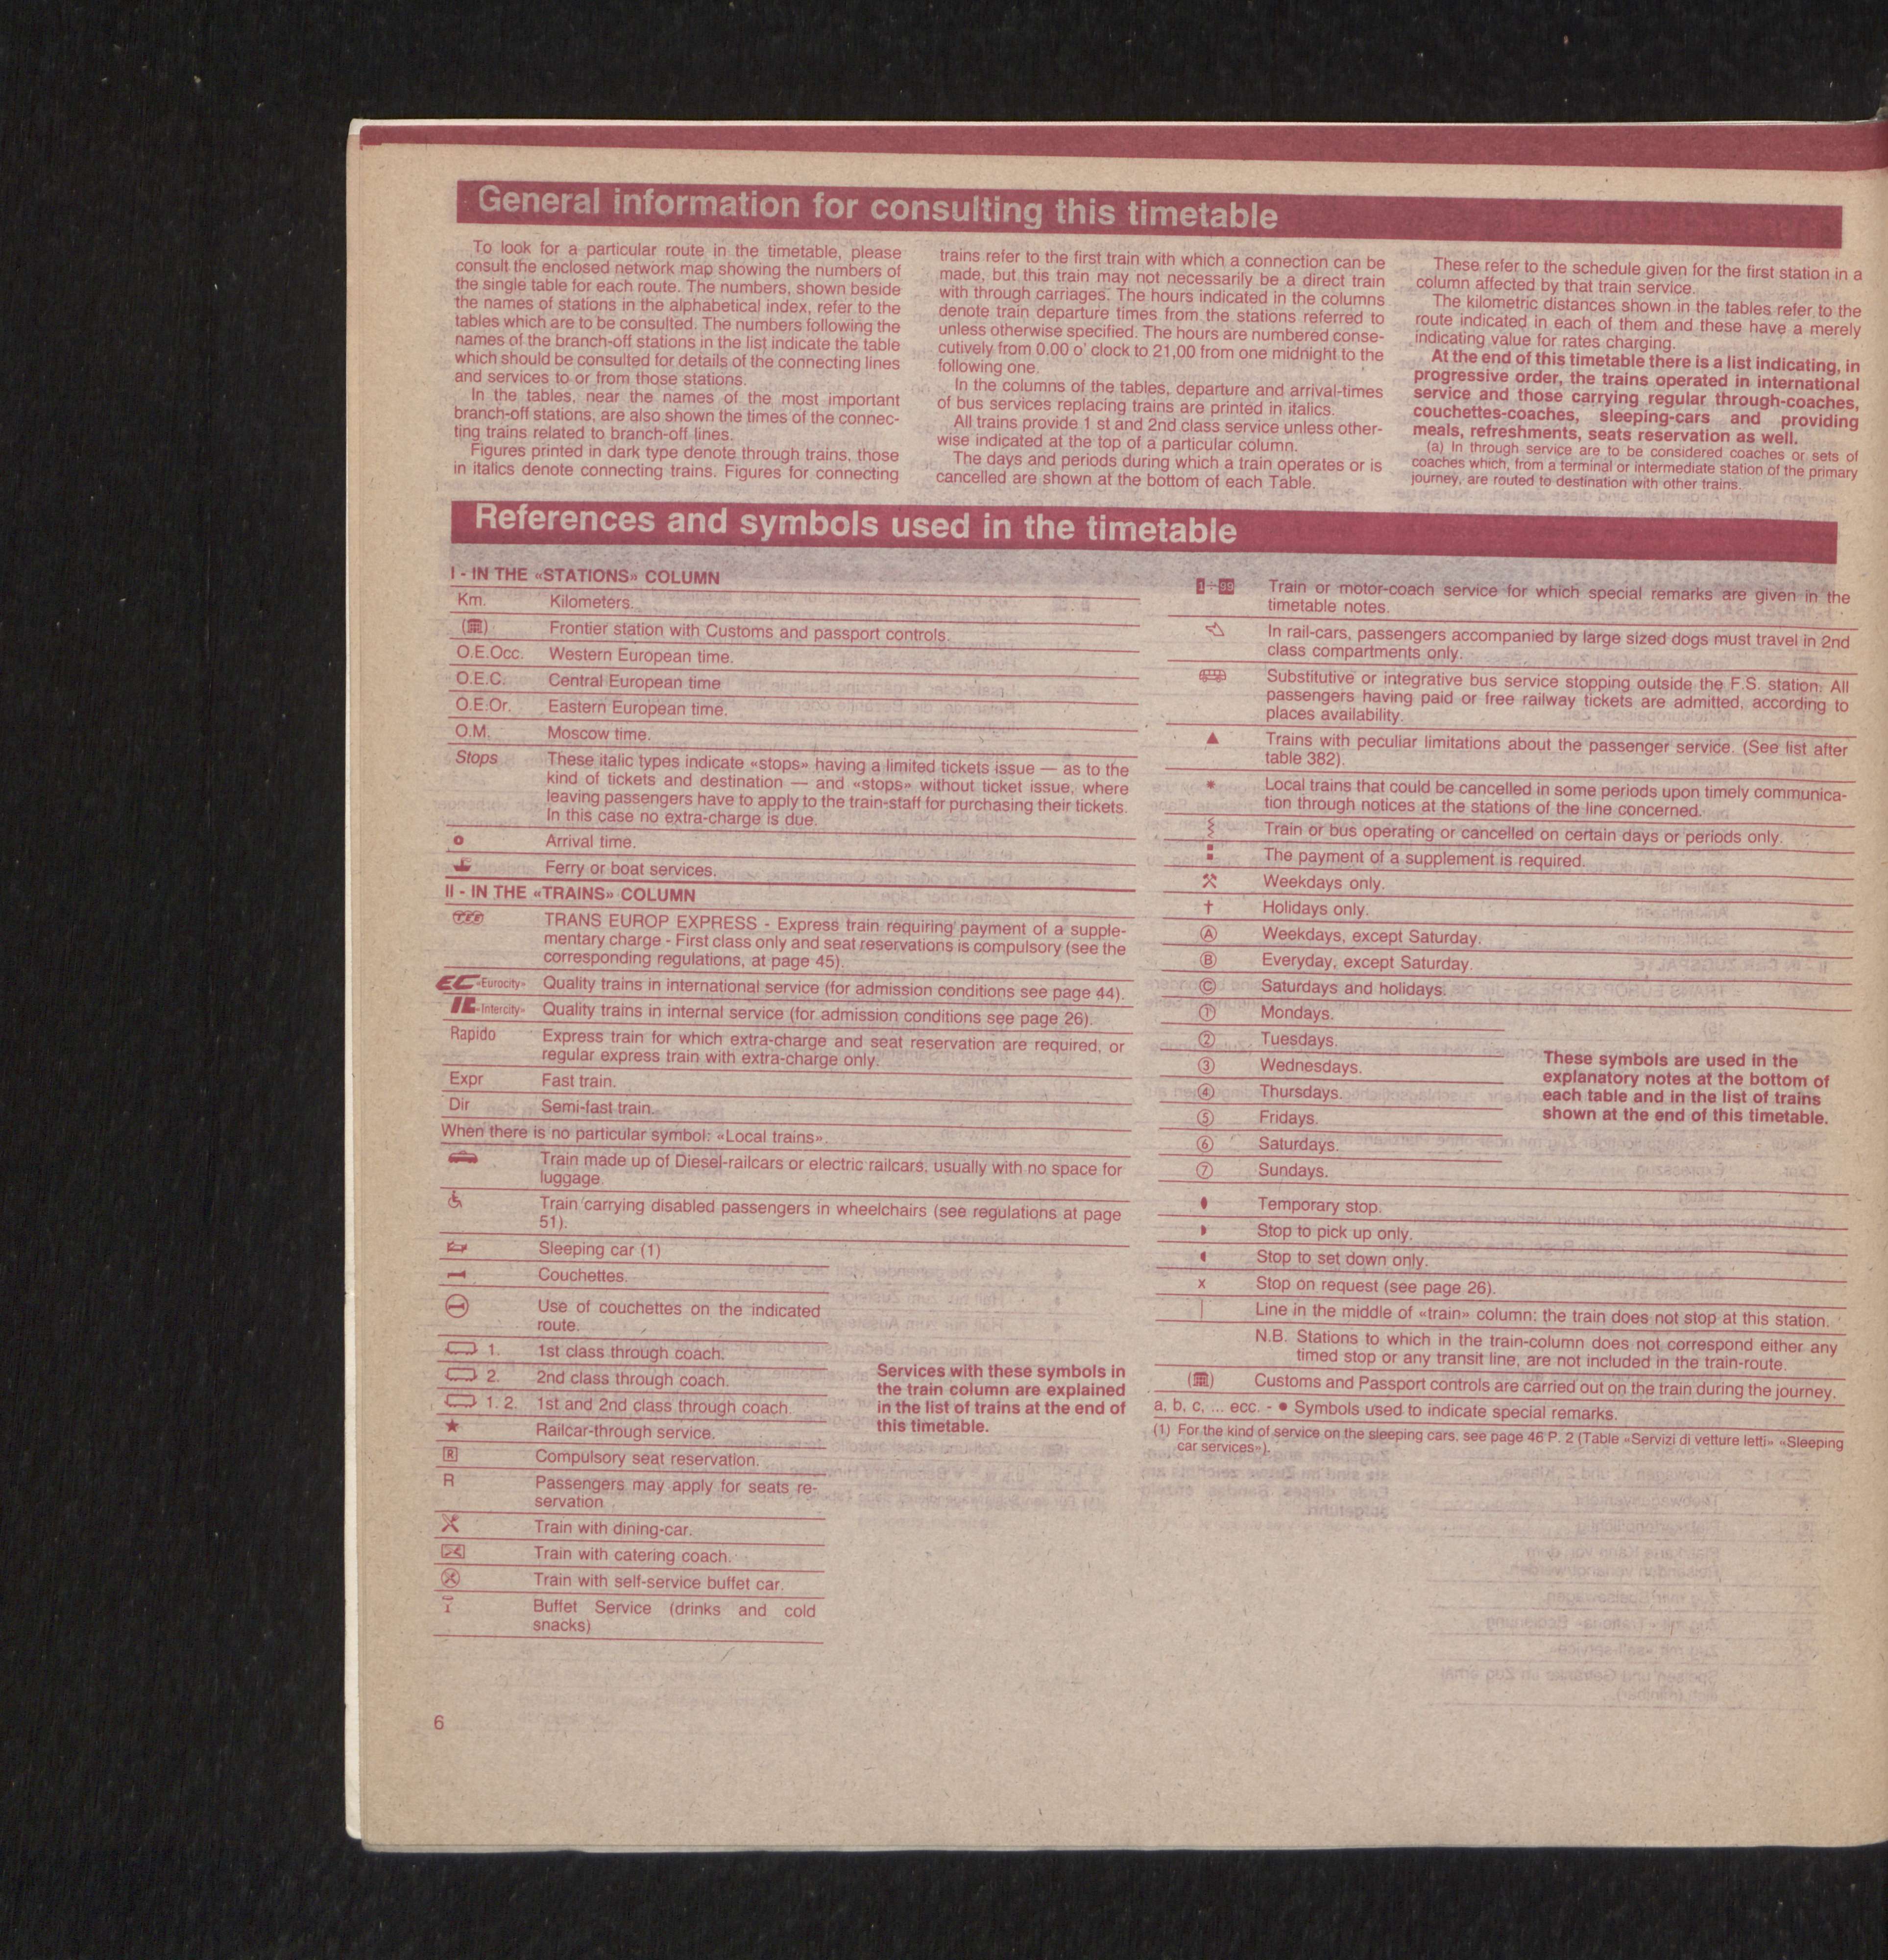 General information for consulting this timetable
To look for a particular route in the timetable, please
consult the enclosed network map showing the numbers of
the single table for each route. The numbers, shown beside
the names of stations in the alphabetical index, refer to the
tables which are to be consulted. The numbers following the
names of the branch-off stations in the list indicate the table
which should be consulted for details of the connecting lines
and services to or from those stations.
In the tables, near the names of the most important
branch-off stations, are also shown the times of the connec-
ting trains related to branch-off lines.
Figures printed in dark type denote through trains, those
in italics denote connecting trains. Figures for connecting
trains refer to the first train with which a connection can be
made, but this train may not necessarily be a direct train
with through carriages. The hours indicated in the columns
denote train departure times from the stations referred to
unless otherwise specified. The hours are numbered conse-
cutively from 0.00 o' clock to 21,00 from one midnight to the
following one.
In the columns of the tables, departure and arrival-times
of bus services replacing trains are printed in italics.
All trains provide 1 st and 2nd class service unless other-
wise indicated at the top of a particular column.
The days and periods during which a train operates or is
cancelled are shown at the bottom of each Table.
These refer to the schedule given for the first station in a
column affected by that train service.
The kilometric distances shown in the tables refer to the
route indicated in each of them and these have a merely
indicating value for rates charging.
At the end of this timetable there is a list indicating, in
progressive order, the trains operated in international
service and those carrying regular through-coaches,
couchettes-coaches, sleeping-cars and providing
meals, refreshments, seats reservation as well.
(a) In through service are to be considered coaches or sets of
coaches which, from a terminal or intermediate station of the primary
journey, are routed to destination with other trains.
References and symbols used in the timetable
I - IN THE «STATIONS» COLUMN
Km. Kilometers.
Frontier station with Customs and passport controls.
O.E.Occ. Western European time.
O.E.C. Central European time
O.E.Or. Eastern European time.
O.M. Moscow time.
Stops These italic types indicate «stops» having a limited tickets issue — as to the
kind of tickets and destination — and «stops» without ticket issue, where
leaving passengers have to apply to the train-staff for purchasing their tickets.
In this case no extra-charge is due.
Arrival time.
Ferry or boat services.
II - IN THE «TRAINS» COLUMN
TEE TRANS EUROP EXPRESS - Express train requiring payment of a supple-
mentary charge - First class only and seat reservations is compulsory (see the
corresponding regulations, at page 45).
EC «Eurocity» Quality trains in international service (for admission conditions see page 44).
IC «Intercity» Quality trains in internal service (for admission conditions see page 26).
Rapido Express train for which extra-charge and seat reservation are required, or
regular express train with extra-charge only.
Expr Fast train.
Dir Semi-fast train.
When there is no particular symbol: «Local trains».
Train made up of Diesel-railcars or electric railcars, usually with no space for
luggage.
Train carrying disabled passengers in wheelchairs (see regulations at page
51).
Sleeping car (1)
Couchettes.
Use of couchettes on the indicated
route.
1. 1st class through coach.
2. 2nd class through coach.
1. 2. 1st and 2nd class through coach.
★ Railcar-through service.
R Compulsory seat reservation.
R Passengers may apply for seats re-
servation
Train with dining-car.
Train with catering coach.
Train with self-service buffet car.
Buffet Service (drinks and cold
snacks)
Services with these symbols in
the train column are explained
in the list of trains at the end of
this timetable.
1÷99 Train or motor-coach service for which special remarks are given in the
timetable notes.
In rail-cars, passengers accompanied by large sized dogs must travel in 2nd
class compartments only.
Substitutive or integrative bus service stopping outside the F.S. station. All
passengers having paid or free railway tickets are admitted, according to
places availability.
▲ Trains with peculiar limitations about the passenger service. (See list after
table 382).
* Local trains that could be cancelled in some periods upon timely communica-
tion through notices at the stations of the line concerned.
Train or bus operating or cancelled on certain days or periods only.
The payment of a supplement is required.
⚒ Weekdays only.
† Holidays only.
Ⓐ Weekdays, except Saturday.
Ⓑ Everyday, except Saturday.
Ⓒ Saturdays and holidays.
① Mondays.
② Tuesdays.
③ Wednesdays.
④ Thursdays.
⑤ Fridays.
⑥ Saturdays.
⑦ Sundays.
These symbols are used in the
explanatory notes at the bottom of
each table and in the list of trains
shown at the end of this timetable.
Temporary stop.
Stop to pick up only.
Stop to set down only.
x Stop on request (see page 26).
| Line in the middle of «train» column: the train does not stop at this station.
N.B. Stations to which in the train-column does not correspond either any
timed stop or any transit line, are not included in the train-route.
Customs and Passport controls are carried out on the train during the journey.
a, b, c, ... ecc. - ● Symbols used to indicate special remarks.
(1) For the kind of service on the sleeping cars, see page 46 P. 2 (Table «Servizi di vetture letti» «Sleeping
car services»).
6